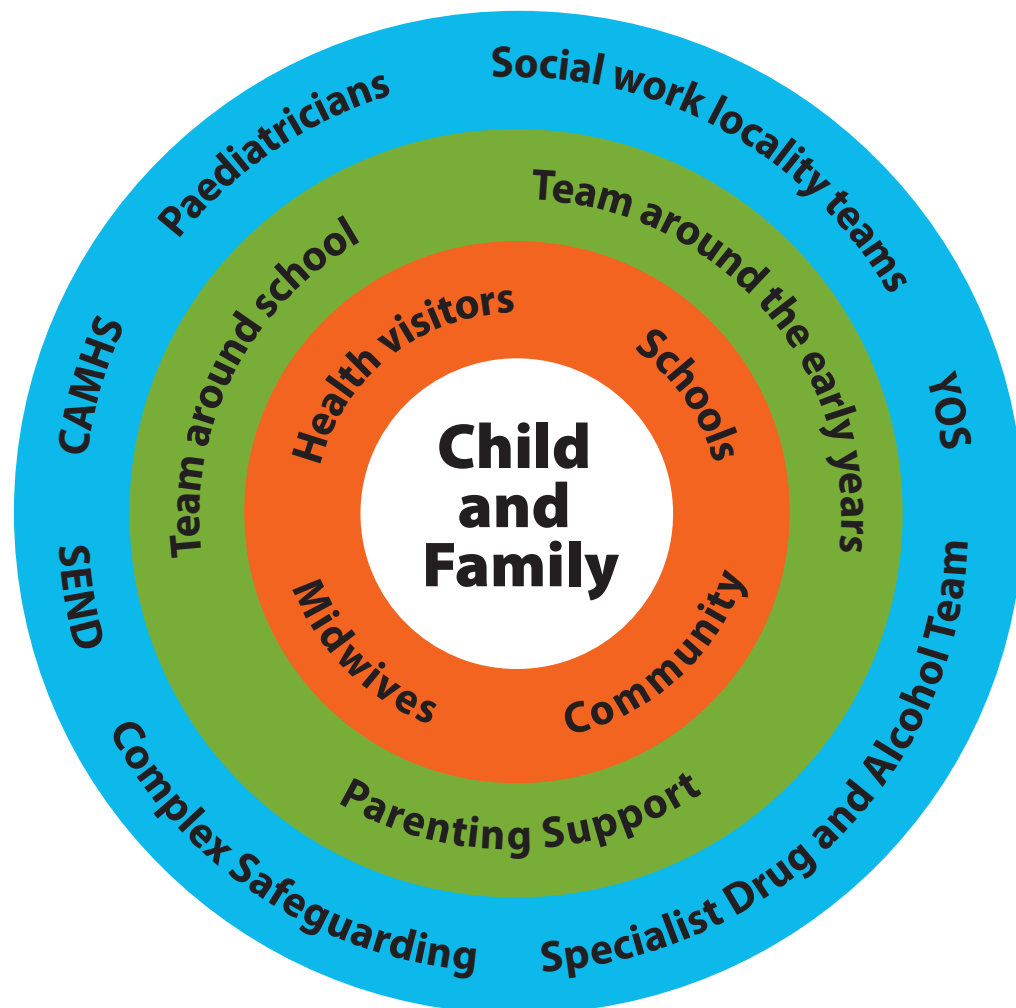 Social work locality teams
YOS
Specialist Drug and Alcohol Team
Complex Safeguarding
SEND
CAMHS
Paediatricians
Team around the early years
Parenting Support
Team around school
Health visitors
Schools
Community
Midwives
Child
and
Family